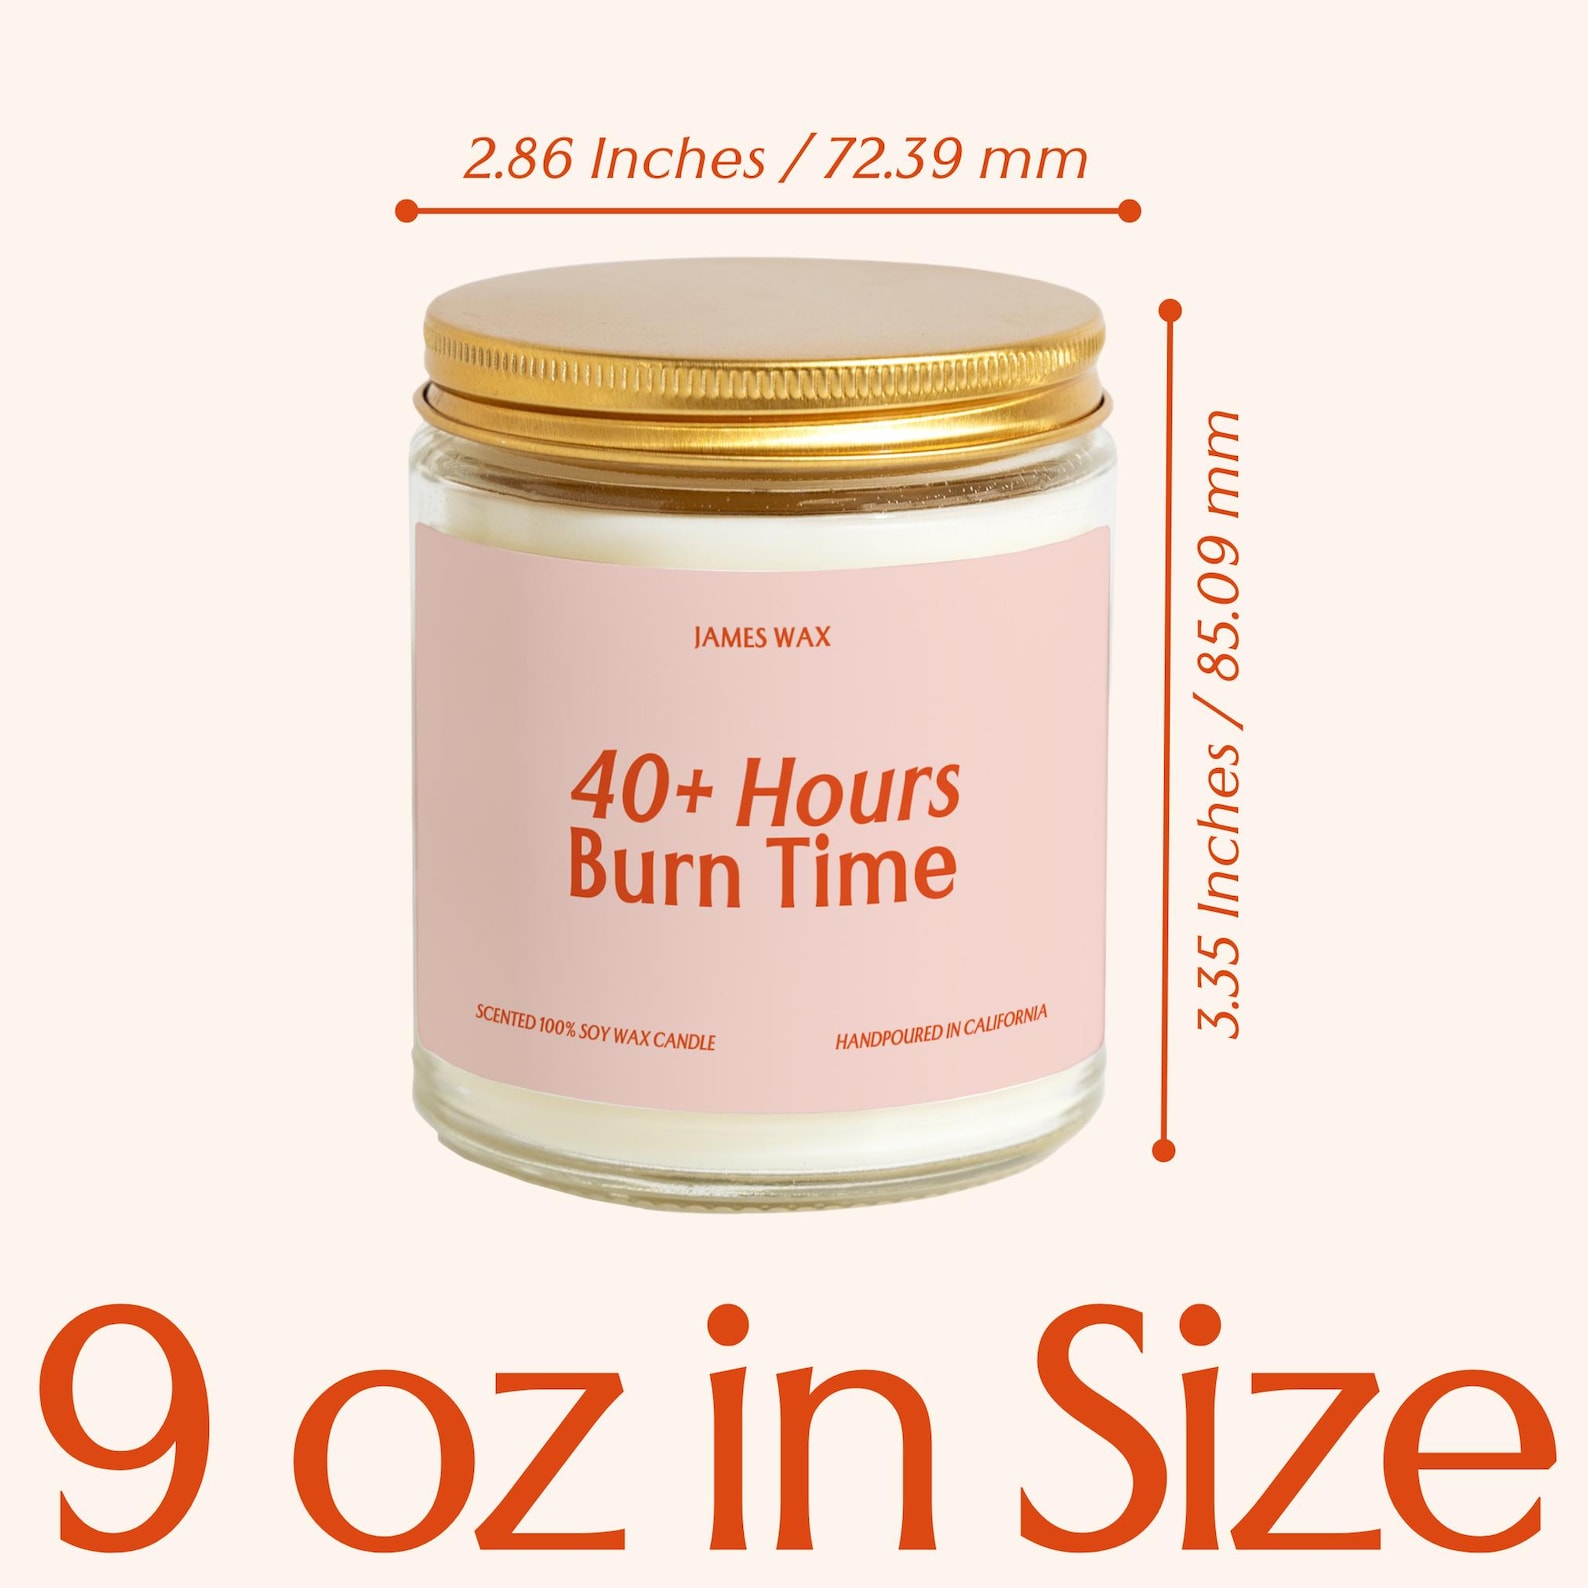 2.86 Inches / 72.39 mm
3.35 Inches / 85.09 mm
JAMES WAX
40+ Hours
Burn Time
SCENTED 100% SOY WAX CANDLE
HANDPOURED IN CALIFORNIA
9 oz in Size